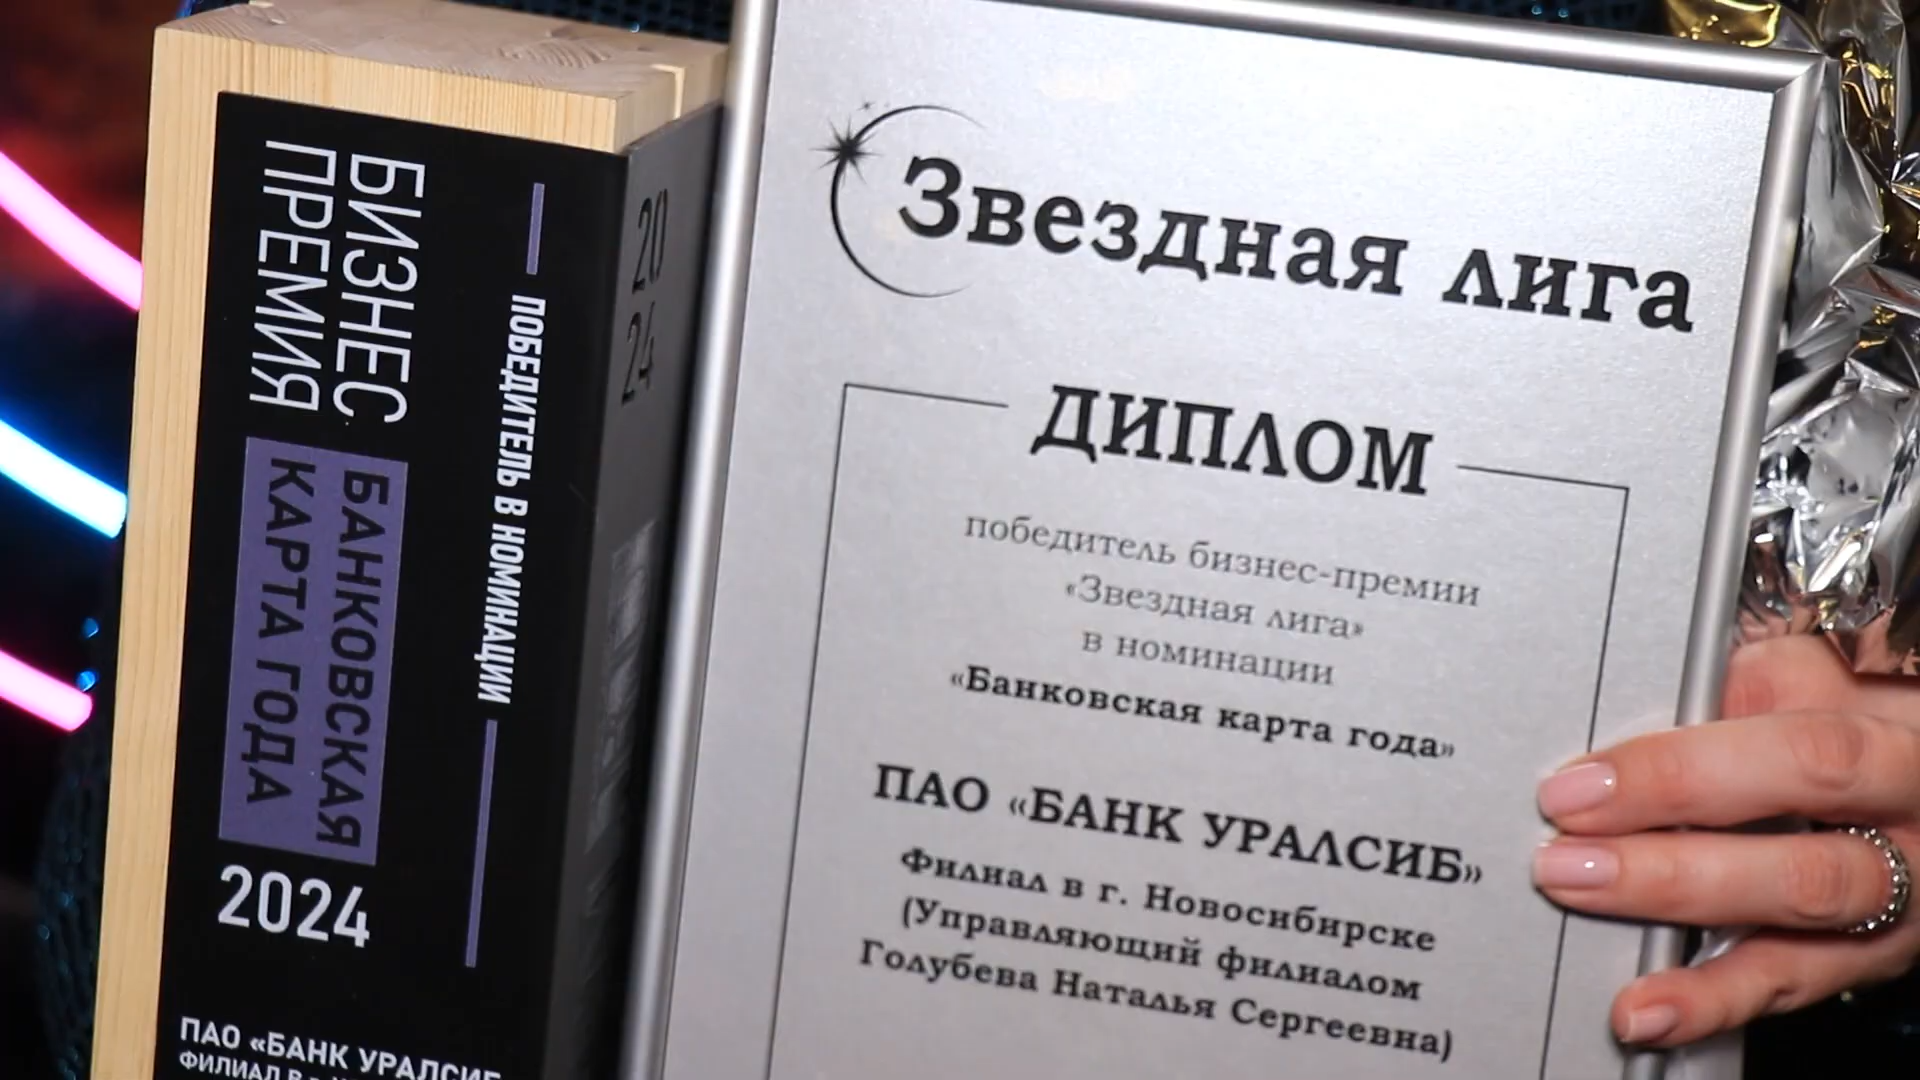 БИЗНЕС
ПРЕМИЯ
БАНКОВСКАЯ
КАРТА ГОДА
2024
ПОБЕДИТЕЛЬ В НОМИНАЦИИ
ПАО «БАНК УРАЛСИБ
ФИЛИАЛ В г.
20
24
Звездная лига
ДИПЛОМ
победитель бизнес-премии
«Звездная лига»
в номинации
«Банковская карта года»
ПАО «БАНК УРАЛСИБ»
Филиал в г. Новосибирске
(Управляющий филиалом
Голубева Наталья Сергеевна)